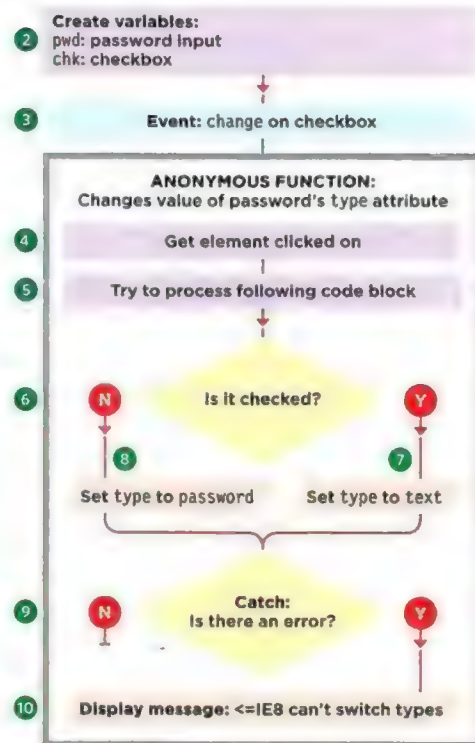 Create variables:
2 pwd: password input
chk: checkbox
3 Event: change on checkbox
ANONYMOUS FUNCTION:
Changes value of password's type attribute
4 Get element clicked on
5 Try to process following code block
6 N Is it checked? Y
8 7
Set type to password Set type to text
Catch:
9 N Is there an error? Y
10 Display message: <=IE8 can't switch types